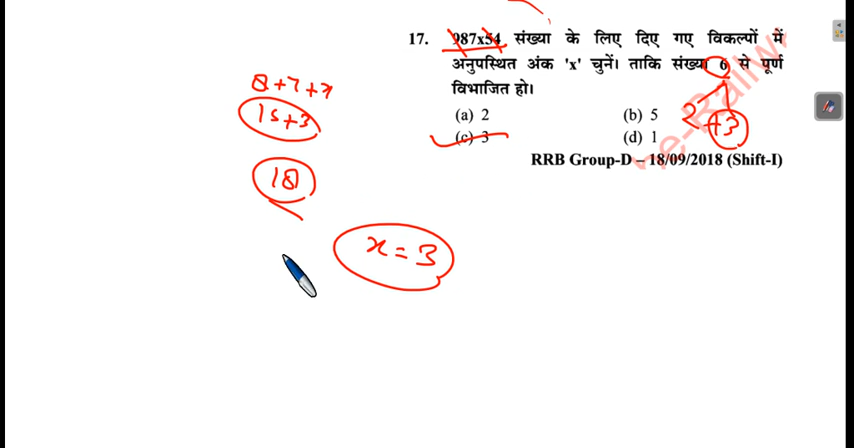 17. 987x54 संख्या के लिए दिए गए विकल्पों में
अनुपस्थित अंक 'x' चुनें। ताकि संख्या 6 से पूर्ण
विभाजित हो।
(a) 2 (b) 5
(c) 3 (d) 1
RRB Group-D – 18/09/2018 (Shift-I)
8+7+x
15+3
18
x = 3
2 +3